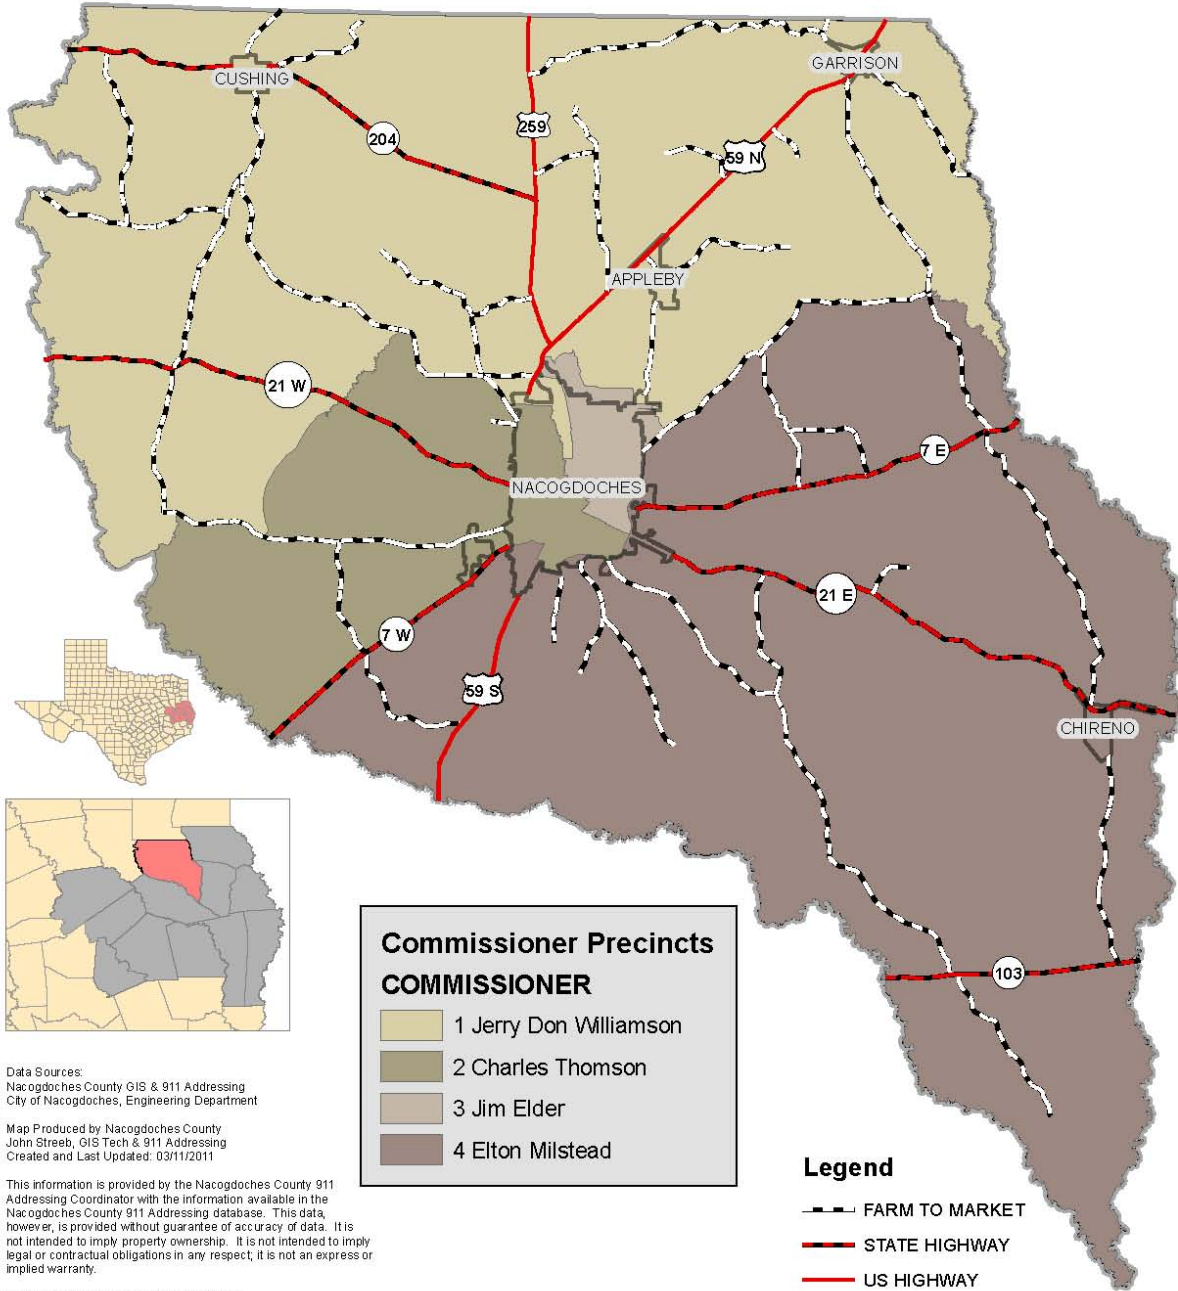 CUSHING
GARRISON
204
259
59 N
APPLEBY
21 W
7 E
NACOGDOCHES
21 E
7 W
59 S
CHIRENO
103
Commissioner Precincts
COMMISSIONER
1 Jerry Don Williamson
2 Charles Thomson
3 Jim Elder
4 Elton Milstead
Data Sources:
Nacogdoches County GIS & 911 Addressing
City of Nacogdoches, Engineering Department
Map Produced by Nacogdoches County
John Streeb, GIS Tech & 911 Addressing
Created and Last Updated: 03/11/2011
This information is provided by the Nacogdoches County 911
Addressing Coordinator with the information available in the
Nacogdoches County 911 Addressing database. This data,
however, is provided without guarantee of accuracy of data. It is
not intended to imply property ownership. It is not intended to imply
legal or contractual obligations in any respect; it is not an express or
implied warranty.
Legend
FARM TO MARKET
STATE HIGHWAY
US HIGHWAY